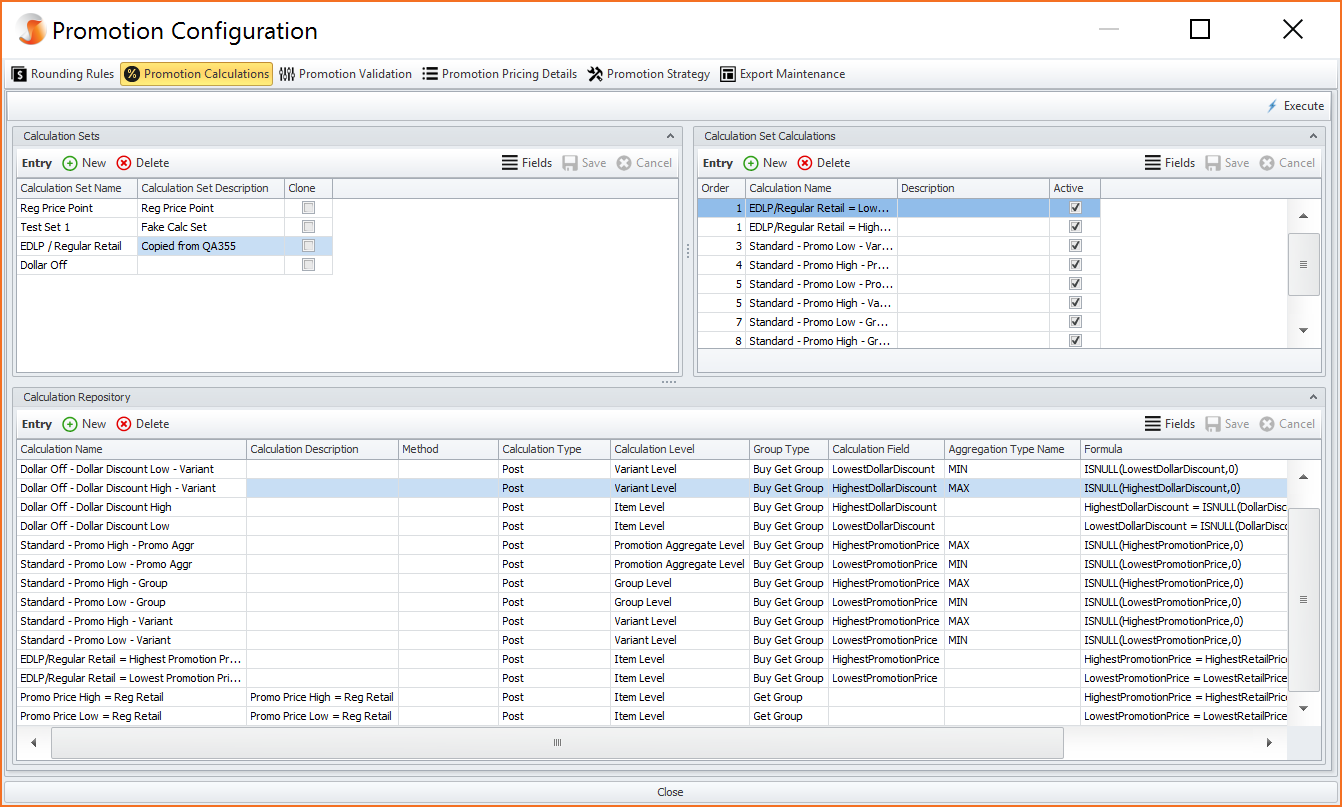 Promotion Configuration
Rounding Rules Promotion Calculations Promotion Validation Promotion Pricing Details Promotion Strategy Export Maintenance
Execute
Calculation Sets
Entry New Delete Fields Save Cancel
Calculation Set Name Calculation Set Description Clone
Reg Price Point Reg Price Point
Test Set 1 Fake Calc Set
EDLP / Regular Retail Copied from QA355
Dollar Off
Calculation Set Calculations
Entry New Delete Fields Save Cancel
Order Calculation Name Description Active
1 EDLP/Regular Retail = Low...
1 EDLP/Regular Retail = High...
3 Standard - Promo Low - Var...
4 Standard - Promo High - Pr...
5 Standard - Promo Low - Pro...
5 Standard - Promo High - Va...
7 Standard - Promo Low - Gr...
8 Standard - Promo High - Gr...
Calculation Repository
Entry New Delete Fields Save Cancel
Calculation Name Calculation Description Method Calculation Type Calculation Level Group Type Calculation Field Aggregation Type Name Formula
Dollar Off - Dollar Discount Low - Variant Post Variant Level Buy Get Group LowestDollarDiscount MIN ISNULL(LowestDollarDiscount,0)
Dollar Off - Dollar Discount High - Variant Post Variant Level Buy Get Group HighestDollarDiscount MAX ISNULL(HighestDollarDiscount,0)
Dollar Off - Dollar Discount High Post Item Level Buy Get Group HighestDollarDiscount HighestDollarDiscount = ISNULL(DollarDisc
Dollar Off - Dollar Discount Low Post Item Level Buy Get Group LowestDollarDiscount LowestDollarDiscount = ISNULL(DollarDisc
Standard - Promo High - Promo Aggr Post Promotion Aggregate Level Buy Get Group HighestPromotionPrice MAX ISNULL(HighestPromotionPrice,0)
Standard - Promo Low - Promo Aggr Post Promotion Aggregate Level Buy Get Group LowestPromotionPrice MIN ISNULL(LowestPromotionPrice,0)
Standard - Promo High - Group Post Group Level Buy Get Group HighestPromotionPrice MAX ISNULL(HighestPromotionPrice,0)
Standard - Promo Low - Group Post Group Level Buy Get Group LowestPromotionPrice MIN ISNULL(LowestPromotionPrice,0)
Standard - Promo High - Variant Post Variant Level Buy Get Group HighestPromotionPrice MAX ISNULL(HighestPromotionPrice,0)
Standard - Promo Low - Variant Post Variant Level Buy Get Group LowestPromotionPrice MIN ISNULL(LowestPromotionPrice,0)
EDLP/Regular Retail = Highest Promotion Pr... Post Item Level Buy Get Group HighestPromotionPrice HighestPromotionPrice = HighestRetailPrice
EDLP/Regular Retail = Lowest Promotion Pri... Post Item Level Buy Get Group LowestPromotionPrice LowestPromotionPrice = LowestRetailPrice
Promo Price High = Reg Retail Promo Price High = Reg Retail Post Item Level Get Group HighestPromotionPrice = HighestRetailPrice
Promo Price Low = Reg Retail Promo Price Low = Reg Retail Post Item Level Get Group LowestPromotionPrice = LowestRetailPrice
Close